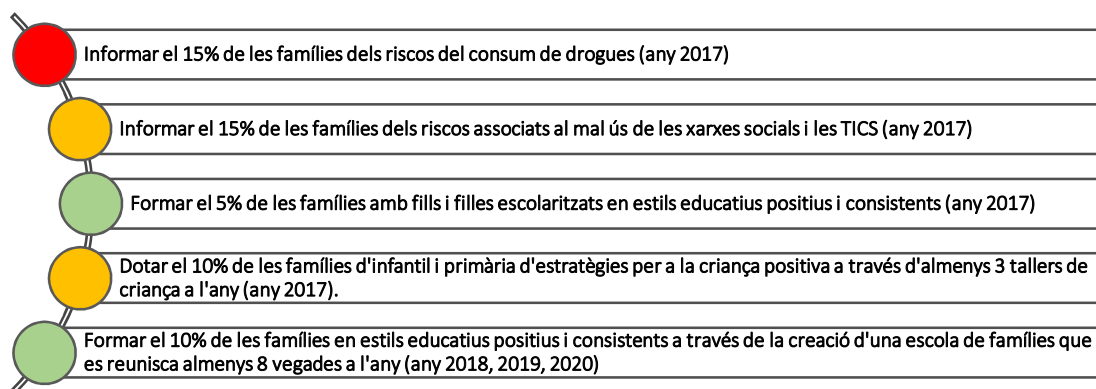 Informar el 15% de les famílies dels riscos del consum de drogues (any 2017)
Informar el 15% de les famílies dels riscos associats al mal ús de les xarxes socials i les TICS (any 2017)
Formar el 5% de les famílies amb fills i filles escolaritzats en estils educatius positius i consistents (any 2017)
Dotar el 10% de les famílies d'infantil i primària d'estratègies per a la criança positiva a través d'almenys 3 tallers de
criança a l'any (any 2017).
Formar el 10% de les famílies en estils educatius positius i consistents a través de la creació d'una escola de famílies que
es reunisca almenys 8 vegades a l'any (any 2018, 2019, 2020)